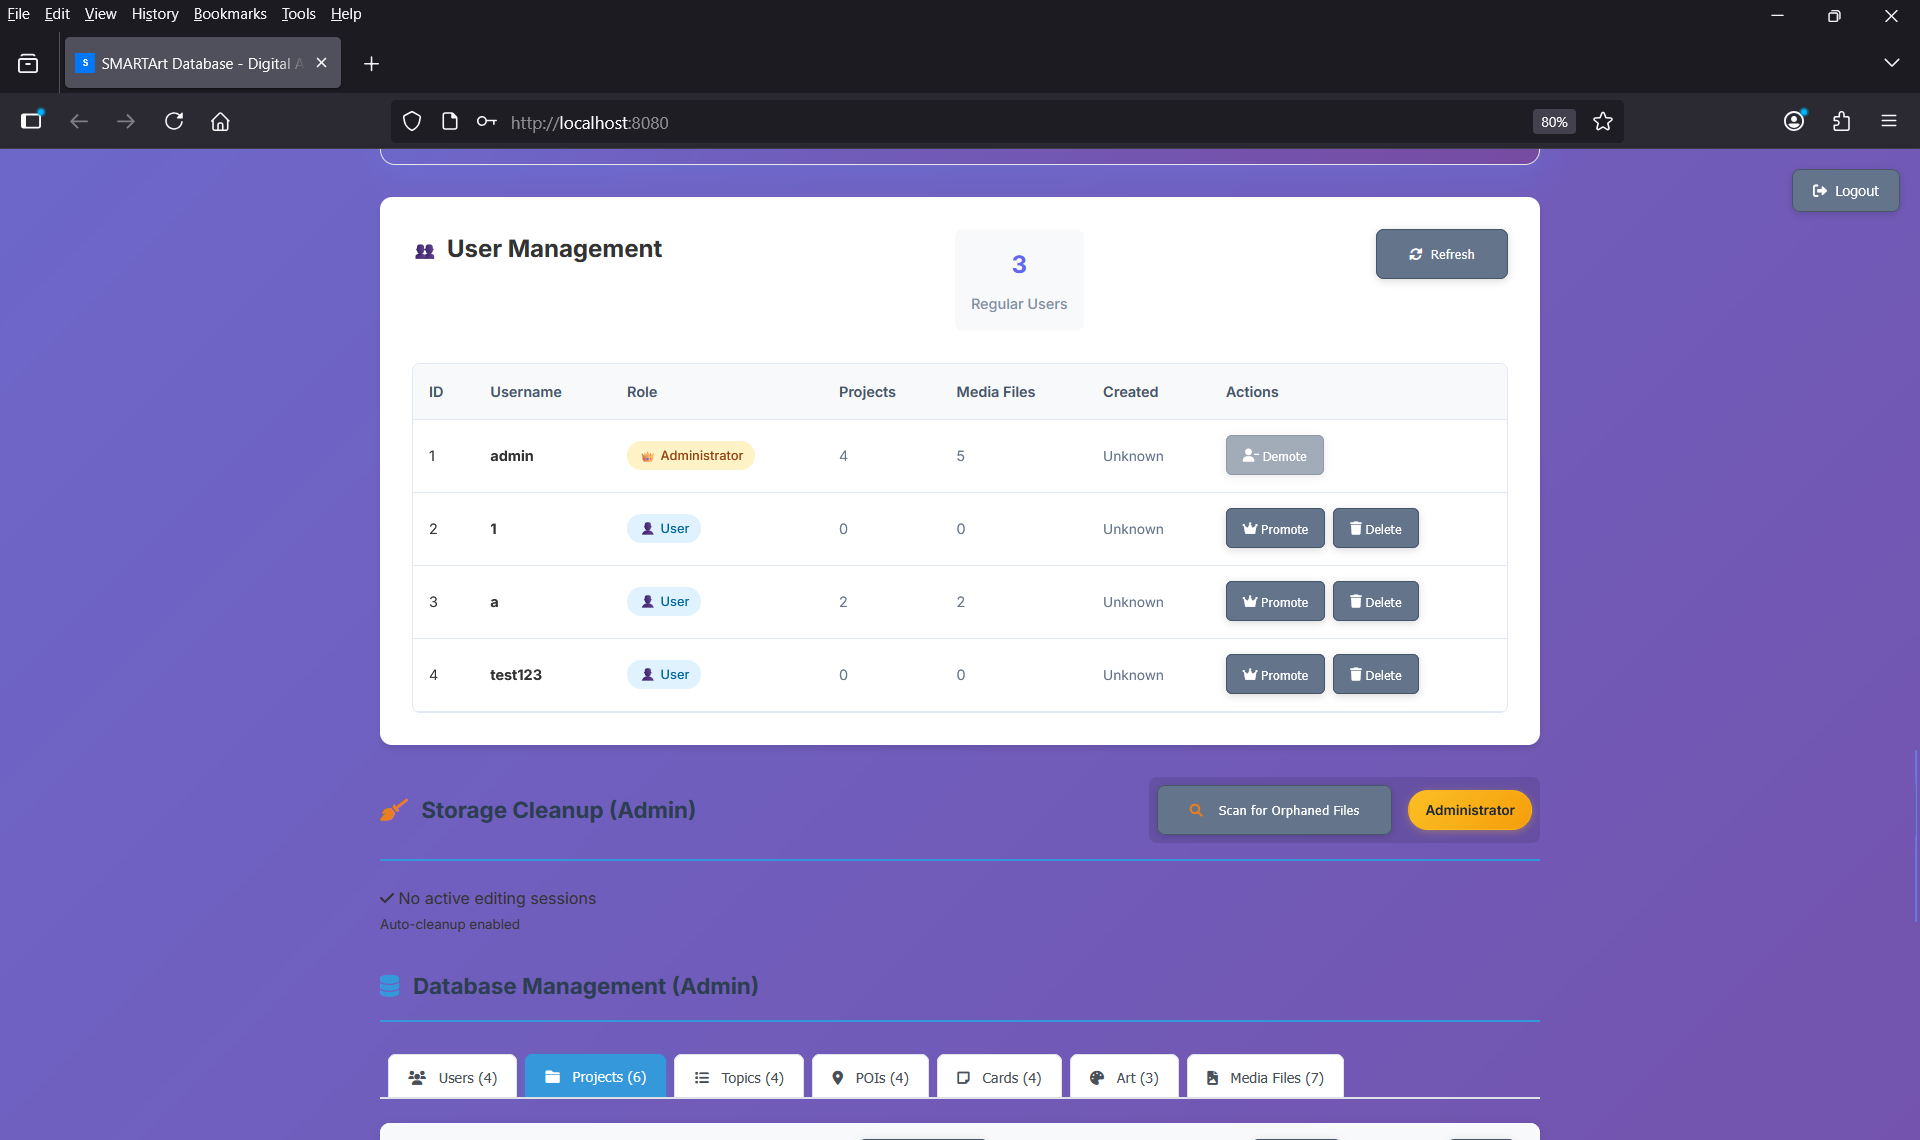 File Edit View History Bookmarks Tools Help
S SMARTArt Database - Digital A
http://localhost:8080 80%
Logout
User Management
3
Regular Users
Refresh
ID Username Role Projects Media Files Created Actions
1 admin Administrator 4 5 Unknown Demote
2 1 User 0 0 Unknown Promote Delete
3 a User 2 2 Unknown Promote Delete
4 test123 User 0 0 Unknown Promote Delete
Storage Cleanup (Admin) Scan for Orphaned Files Administrator
No active editing sessions
Auto-cleanup enabled
Database Management (Admin)
Users (4) Projects (6) Topics (4) POIs (4) Cards (4) Art (3) Media Files (7)